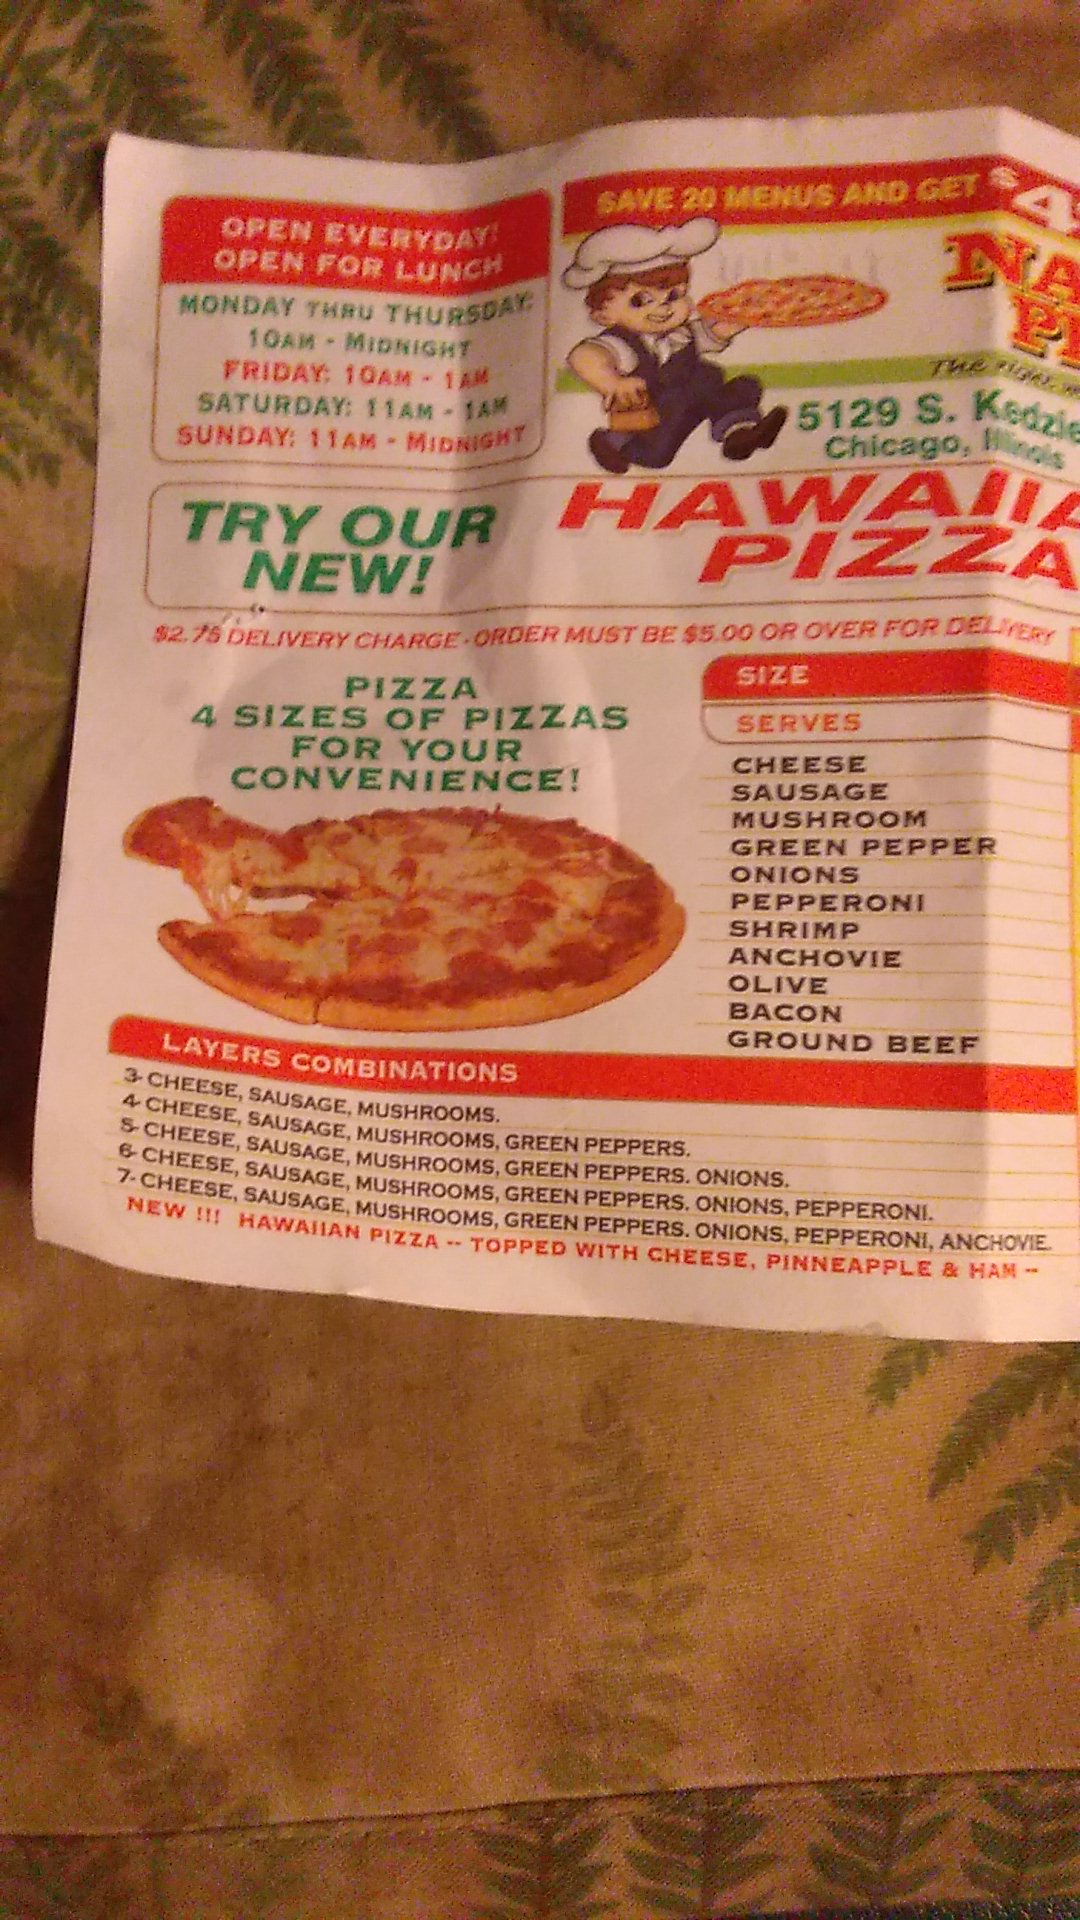 OPEN EVERYDAY!
OPEN FOR LUNCH
MONDAY THRU THURSDAY:
10AM - MIDNIGHT
FRIDAY: 10AM - 1AM
SATURDAY: 11AM - 1AM
SUNDAY: 11AM - MIDNIGHT
SAVE 20 MENUS AND GET $4
NA
PI
5129 S. Kedzie
Chicago, Illinois
TRY OUR
NEW!
HAWAIIA
PIZZA
$2.75 DELIVERY CHARGE - ORDER MUST BE $5.00 OR OVER FOR DELIVERY
PIZZA
4 SIZES OF PIZZAS
FOR YOUR
CONVENIENCE!
SIZE
SERVES
CHEESE
SAUSAGE
MUSHROOM
GREEN PEPPER
ONIONS
PEPPERONI
SHRIMP
ANCHOVIE
OLIVE
BACON
GROUND BEEF
LAYERS COMBINATIONS
3- CHEESE, SAUSAGE, MUSHROOMS.
4- CHEESE, SAUSAGE, MUSHROOMS, GREEN PEPPERS.
5- CHEESE, SAUSAGE, MUSHROOMS, GREEN PEPPERS. ONIONS.
6- CHEESE, SAUSAGE, MUSHROOMS, GREEN PEPPERS. ONIONS, PEPPERONI.
7- CHEESE, SAUSAGE, MUSHROOMS, GREEN PEPPERS. ONIONS, PEPPERONI, ANCHOVIE.
NEW !!! HAWAIIAN PIZZA -- TOPPED WITH CHEESE, PINNEAPPLE & HAM --